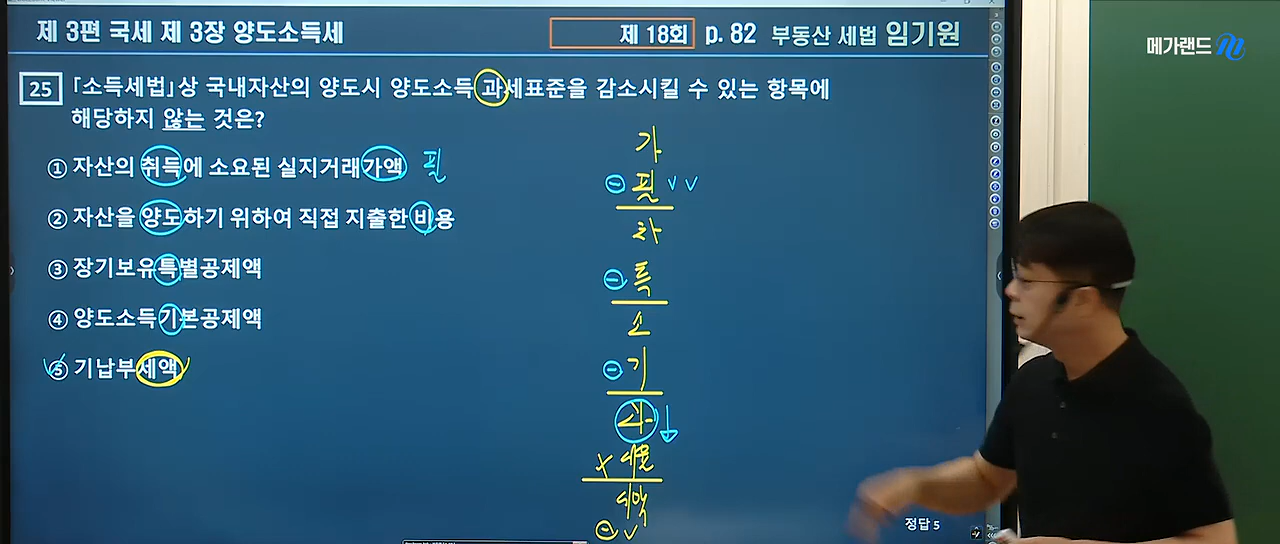 제 3편 국세 제 3장 양도소득세
제 18회 p. 82 부동산 세법 임기원
메가랜드
25 「소득세법」상 국내자산의 양도시 양도소득 과세표준을 감소시킬 수 있는 항목에
해당하지 않는 것은?
① 자산의 취득에 소요된 실지거래가액 필
② 자산을 양도하기 위하여 직접 지출한 비용
③ 장기보유특별공제액
④ 양도소득기본공제액
⑤ 기납부세액
가
⊖ 필
차
⊖ 특
소
⊖ 기
과
× 세율
세액
⊖
정답 5